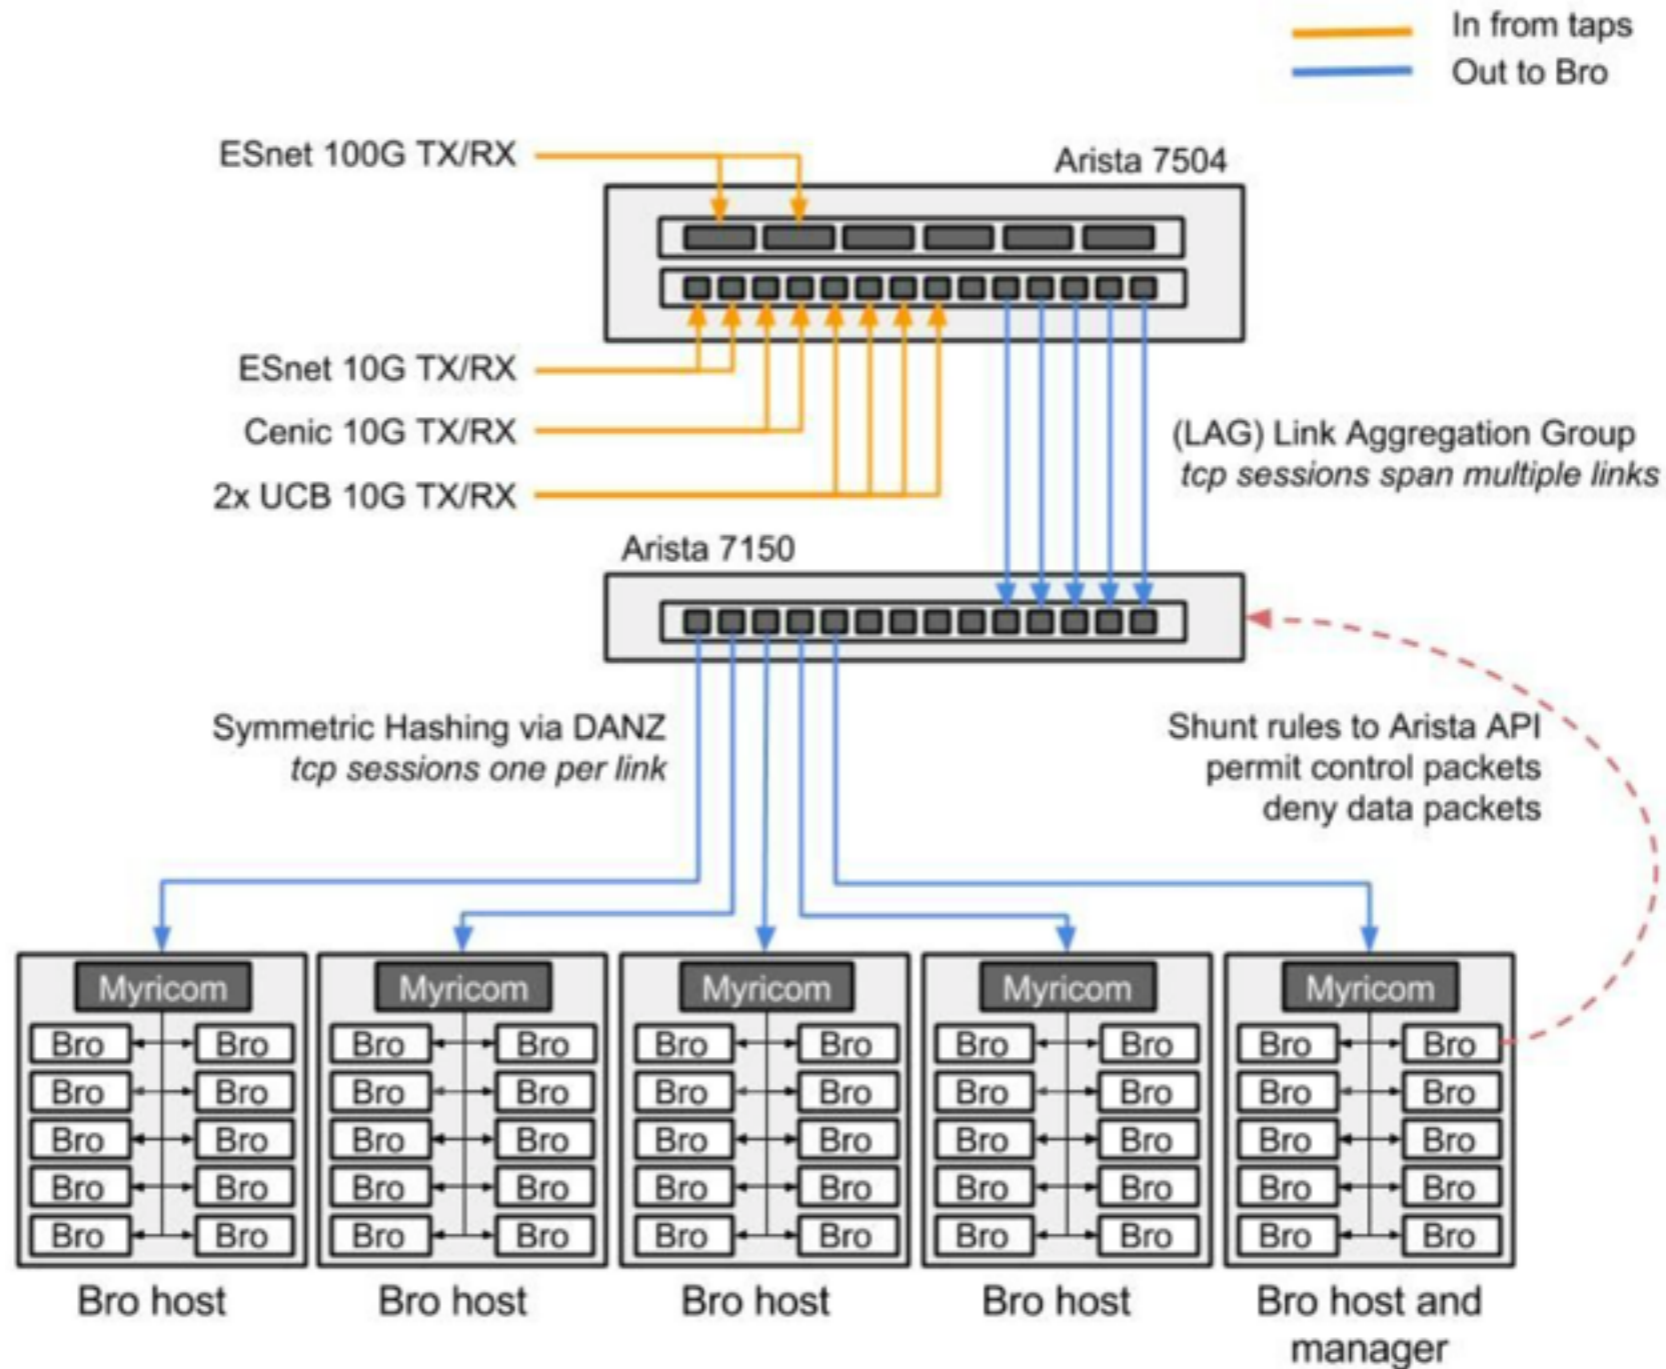 In from taps
Out to Bro
ESnet 100G TX/RX
Arista 7504
ESnet 10G TX/RX
Cenic 10G TX/RX
2x UCB 10G TX/RX
(LAG) Link Aggregation Group
tcp sessions span multiple links
Arista 7150
Symmetric Hashing via DANZ
tcp sessions one per link
Shunt rules to Arista API
permit control packets
deny data packets
Myricom Myricom Myricom Myricom Myricom
Bro Bro Bro Bro Bro Bro Bro Bro Bro Bro
Bro Bro Bro Bro Bro Bro Bro Bro Bro Bro
Bro Bro Bro Bro Bro Bro Bro Bro Bro Bro
Bro Bro Bro Bro Bro Bro Bro Bro Bro Bro
Bro Bro Bro Bro Bro Bro Bro Bro Bro Bro
Bro host Bro host Bro host Bro host Bro host and
manager